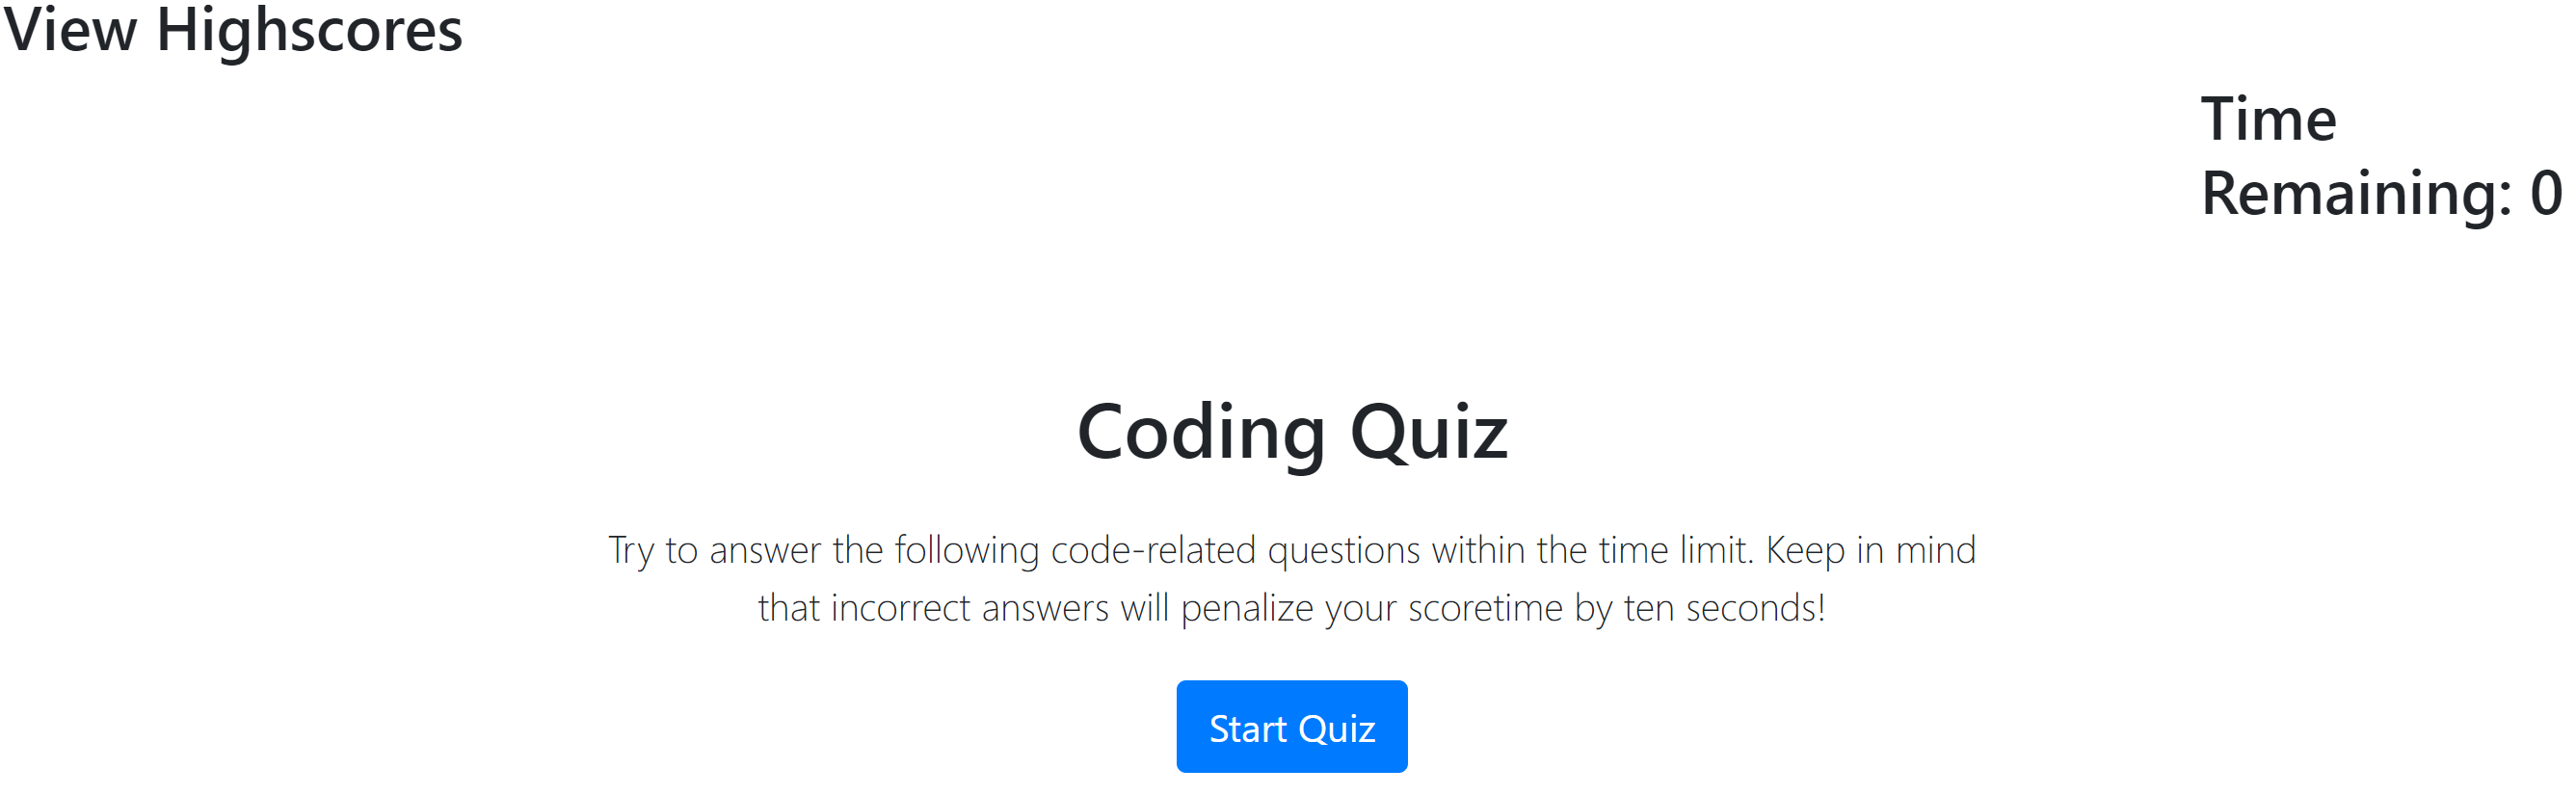 View Highscores
Time
Remaining: 0
Coding Quiz
Try to answer the following code-related questions within the time limit. Keep in mind
that incorrect answers will penalize your scoretime by ten seconds!
Start Quiz